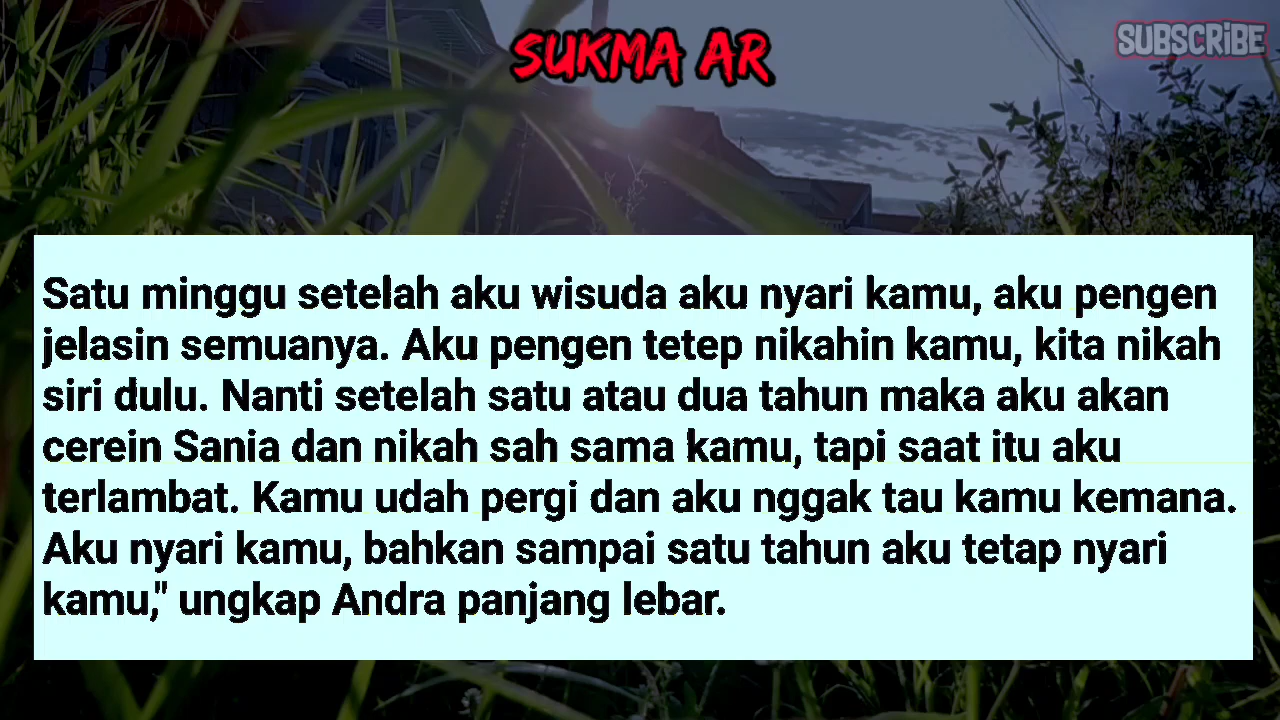 SUKMA AR
SUBSCRIBE
Satu minggu setelah aku wisuda aku nyari kamu, aku pengen
jelasin semuanya. Aku pengen tetep nikahin kamu, kita nikah
siri dulu. Nanti setelah satu atau dua tahun maka aku akan
cerein Sania dan nikah sah sama kamu, tapi saat itu aku
terlambat. Kamu udah pergi dan aku nggak tau kamu kemana.
Aku nyari kamu, bahkan sampai satu tahun aku tetap nyari
kamu," ungkap Andra panjang lebar.